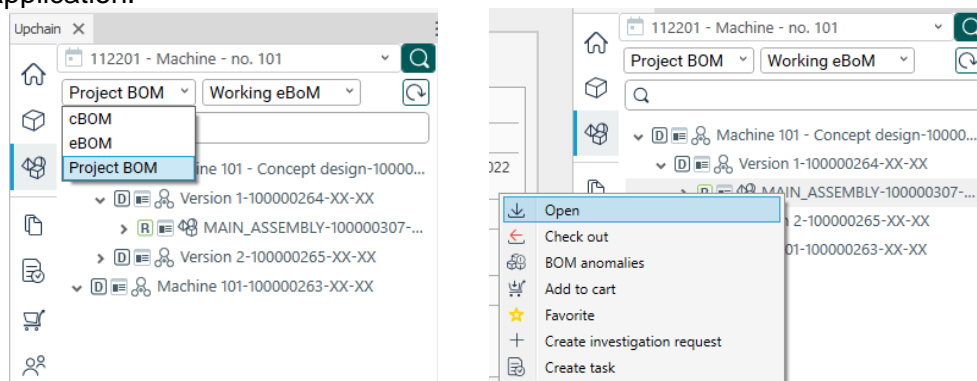 application.
Upchain
112201 - Machine - no. 101
Project BOM
Working eBoM
cBOM
eBOM
Project BOM
ine 101 - Concept design-10000...
D Version 1-100000264-XX-XX
R MAIN_ASSEMBLY-100000307-...
D Version 2-100000265-XX-XX
D Machine 101-100000263-XX-XX
112201 - Machine - no. 101
Project BOM
Working eBoM
D Machine 101 - Concept design-10000...
D Version 1-100000264-XX-XX
022
MAIN_ASSEMBLY-100000307-...
2-100000265-XX-XX
01-100000263-XX-XX
Open
Check out
BOM anomalies
Add to cart
Favorite
Create investigation request
Create task